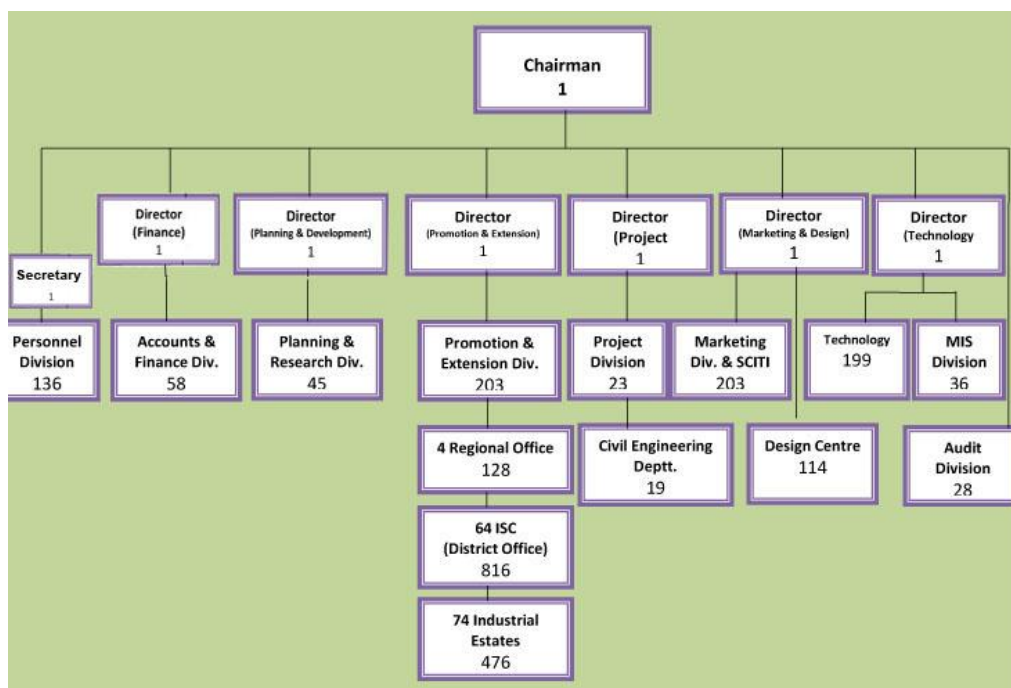 Chairman
1
Secretary
1
Director
(Finance)
1
Director
(Planning & Development)
1
Director
(Promotion & Extension)
1
Director
(Project
1
Director
(Marketing & Design)
1
Director
(Technology
1
Personnel
Division
136
Accounts &
Finance Div.
58
Planning &
Research Div.
45
Promotion &
Extension Div.
203
Project
Division
23
Marketing
Div. & SCITI
203
Technology
199
MIS
Division
36
4 Regional Office
128
Civil Engineering
Deptt.
19
Design Centre
114
Audit
Division
28
64 ISC
(District Office)
816
74 Industrial
Estates
476